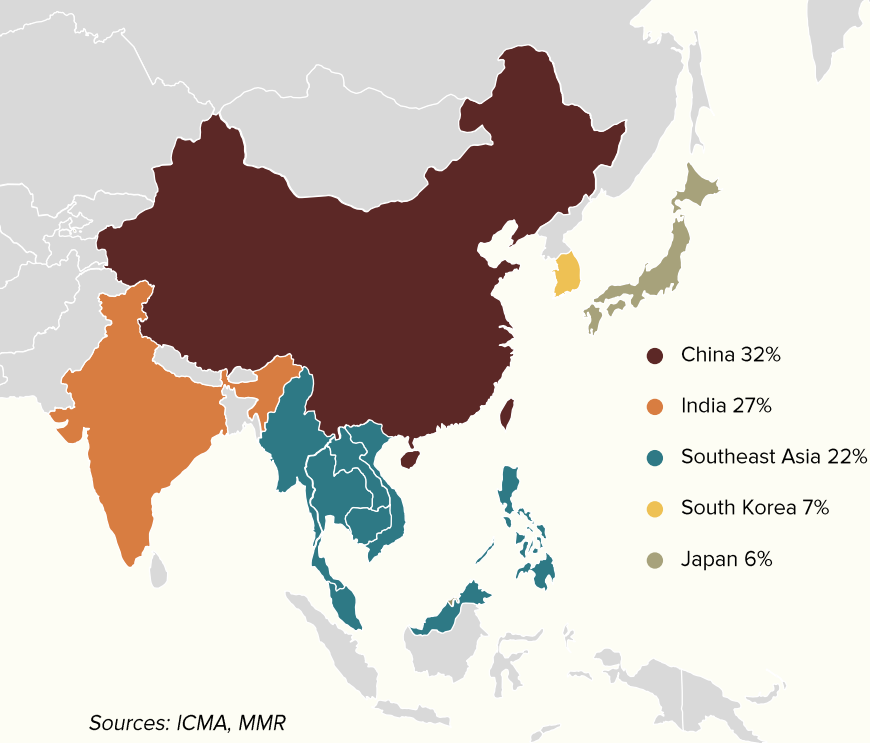 China 32%
India 27%
Southeast Asia 22%
South Korea 7%
Japan 6%
Sources: ICMA, MMR